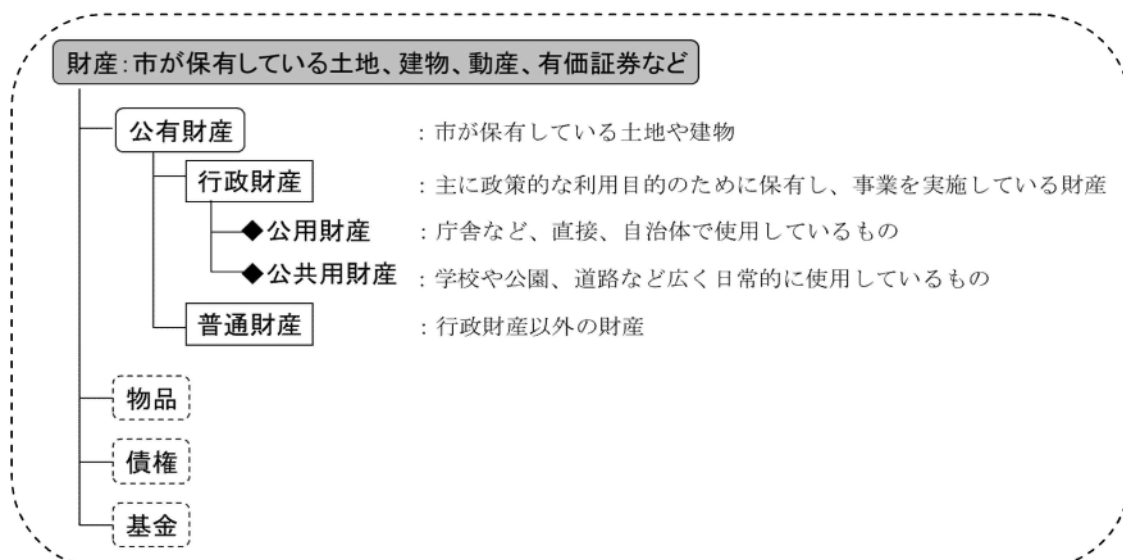 財産:市が保有している土地、建物、動産、有価証券など
公有財産 :市が保有している土地や建物
行政財産 :主に政策的な利用目的のために保有し、事業を実施している財産
◆公用財産 :庁舎など、直接、自治体で使用しているもの
◆公共用財産 :学校や公園、道路など広く日常的に使用しているもの
普通財産 :行政財産以外の財産
物品
債権
基金